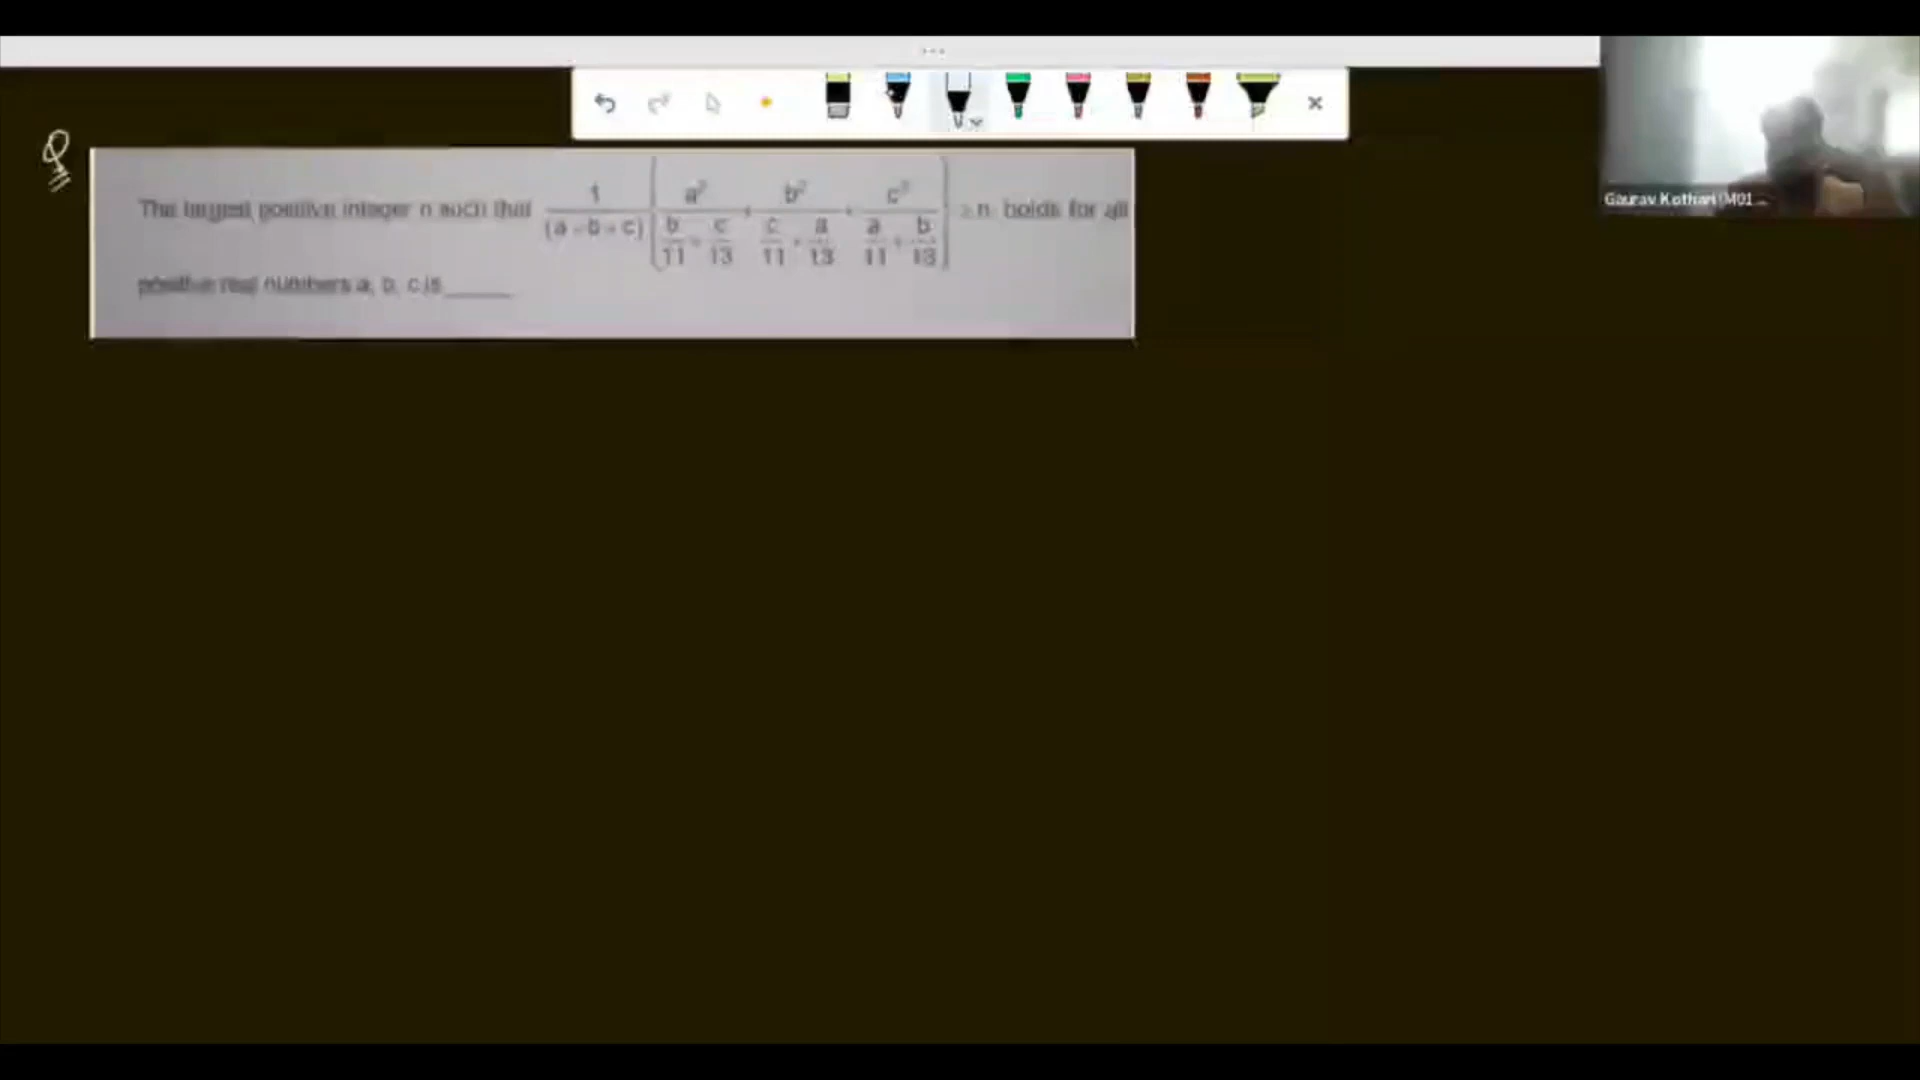 Q
The largest positive integer n such that 1/(a+b+c) (a²/(b/11 + c/13) + b²/(c/11 + a/13) + c²/(a/11 + b/13)) ≥ n holds for all
positive real numbers a, b, c is ______
Gaurav Kothari (M01...